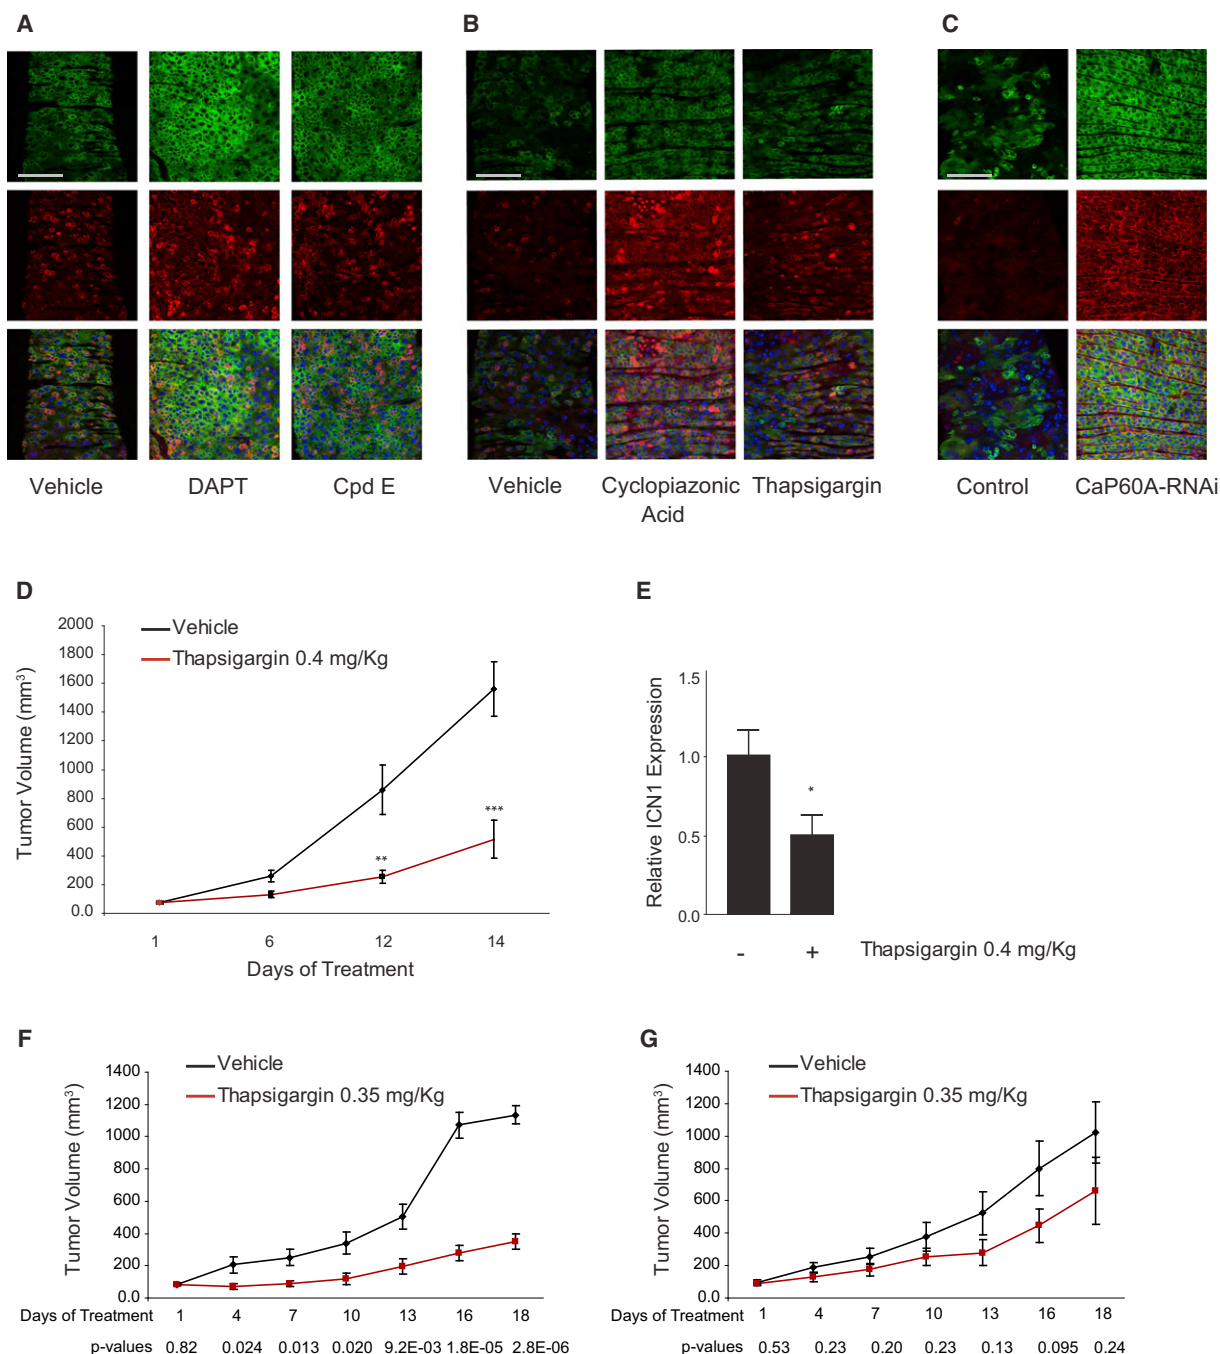 A
B
C
Vehicle
DAPT
Cpd E
Vehicle
Cyclopiazonic
Acid
Thapsigargin
Control
CaP60A-RNAi
D
Vehicle
Thapsigargin 0.4 mg/Kg
Tumor Volume (mm³)
2000
1800
1600
1400
1200
1000
800
600
400
200
0.0
**
***
1
6
12
14
Days of Treatment
E
Relative ICN1 Expression
1.5
1.0
0.5
0.0
*
-
+
Thapsigargin 0.4 mg/Kg
F
Vehicle
Thapsigargin 0.35 mg/Kg
Tumor Volume (mm³)
1400
1200
1000
800
600
400
200
0.0
Days of Treatment 1 4 7 10 13 16 18
p-values 0.82 0.024 0.013 0.020 9.2E-03 1.8E-05 2.8E-06
G
Vehicle
Thapsigargin 0.35 mg/Kg
Tumor Volume (mm³)
1400
1200
1000
800
600
400
200
0.0
Days of Treatment 1 4 7 10 13 16 18
p-values 0.53 0.23 0.20 0.23 0.13 0.095 0.24